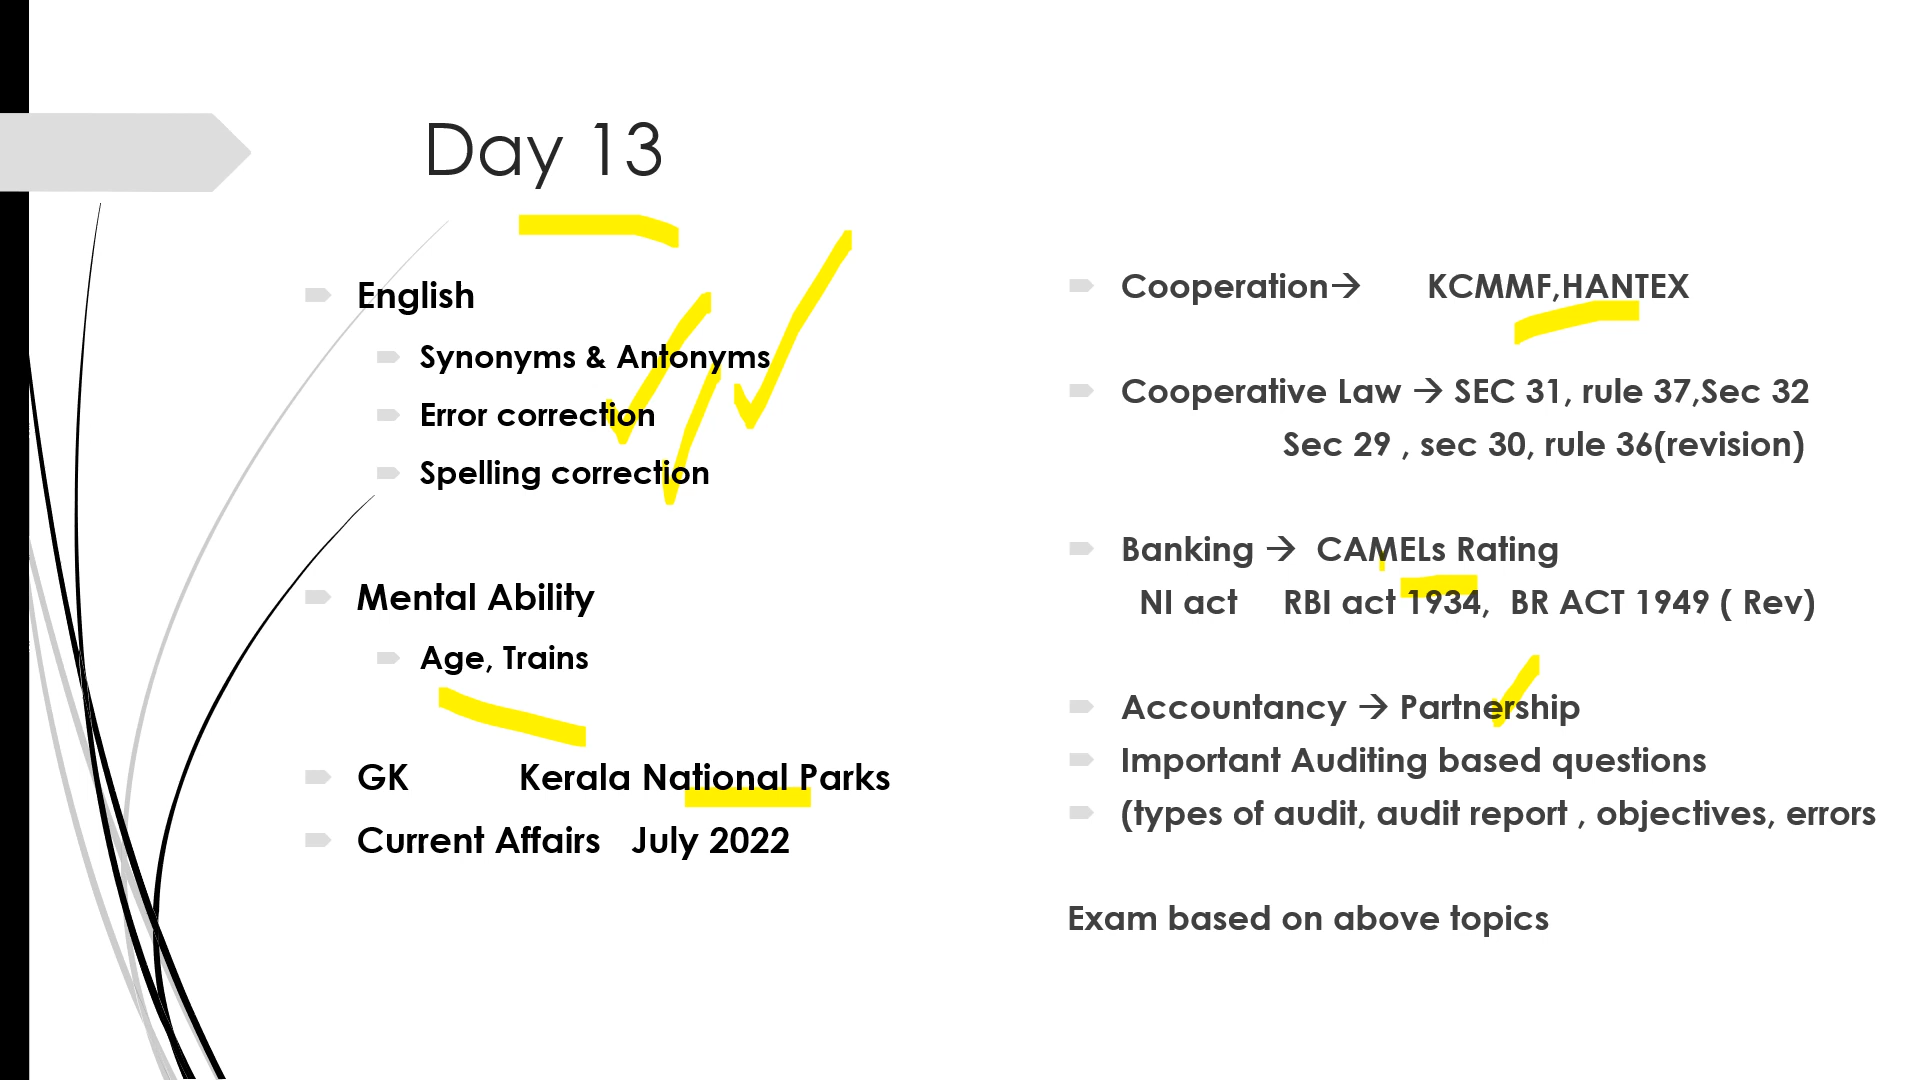 Day 13
English
Synonyms & Antonyms
Error correction
Spelling correction
Mental Ability
Age, Trains
GK Kerala National Parks
Current Affairs July 2022
Cooperation→ KCMMF,HANTEX
Cooperative Law → SEC 31, rule 37,Sec 32
Sec 29 , sec 30, rule 36(revision)
Banking → CAMELs Rating
NI act RBI act 1934, BR ACT 1949 ( Rev)
Accountancy → Partnership
Important Auditing based questions
(types of audit, audit report , objectives, errors
Exam based on above topics